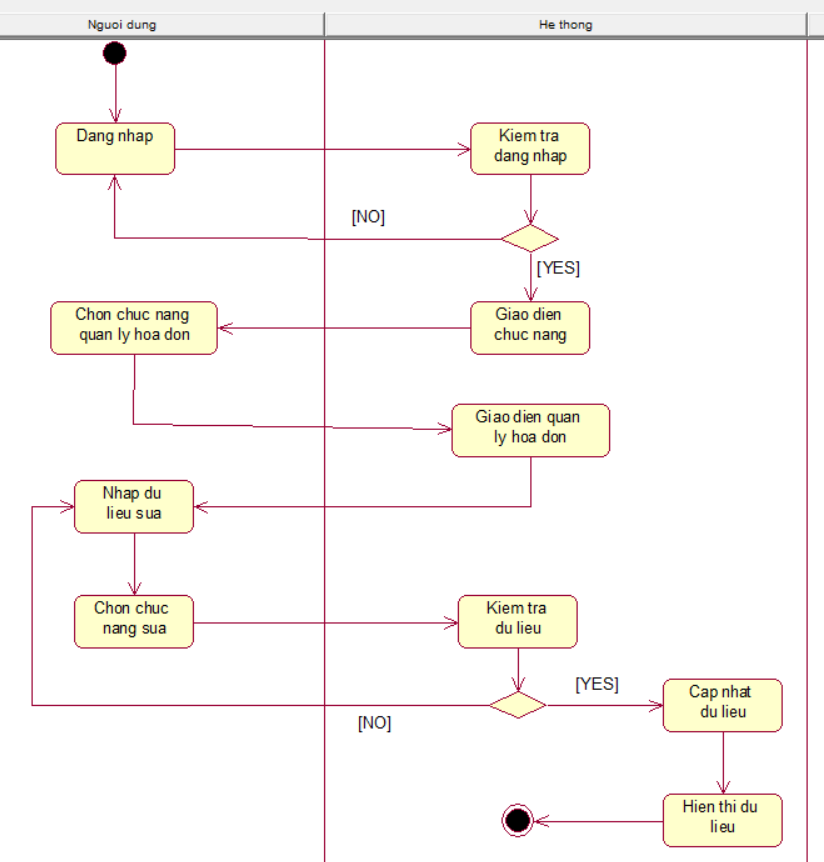 Nguoi dung
He thong
Dang nhap
Kiem tra
dang nhap
[NO]
[YES]
Chon chuc nang
quan ly hoa don
Giao dien
chuc nang
Giao dien quan
ly hoa don
Nhap du
lieu sua
Chon chuc
nang sua
Kiem tra
du lieu
[YES]
Cap nhat
du lieu
[NO]
Hien thi du
lieu